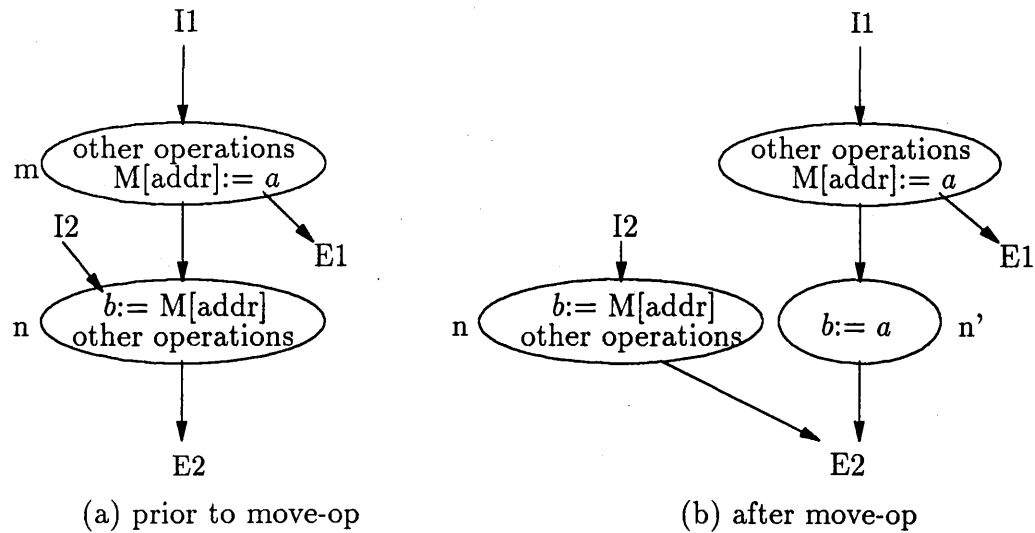 I1
other operations
M[addr]:= a
m
I2
E1
b:= M[addr]
other operations
n
E2
(a) prior to move-op
I1
other operations
M[addr]:= a
I2
E1
b:= M[addr]
other operations
n
b:= a
n'
E2
(b) after move-op